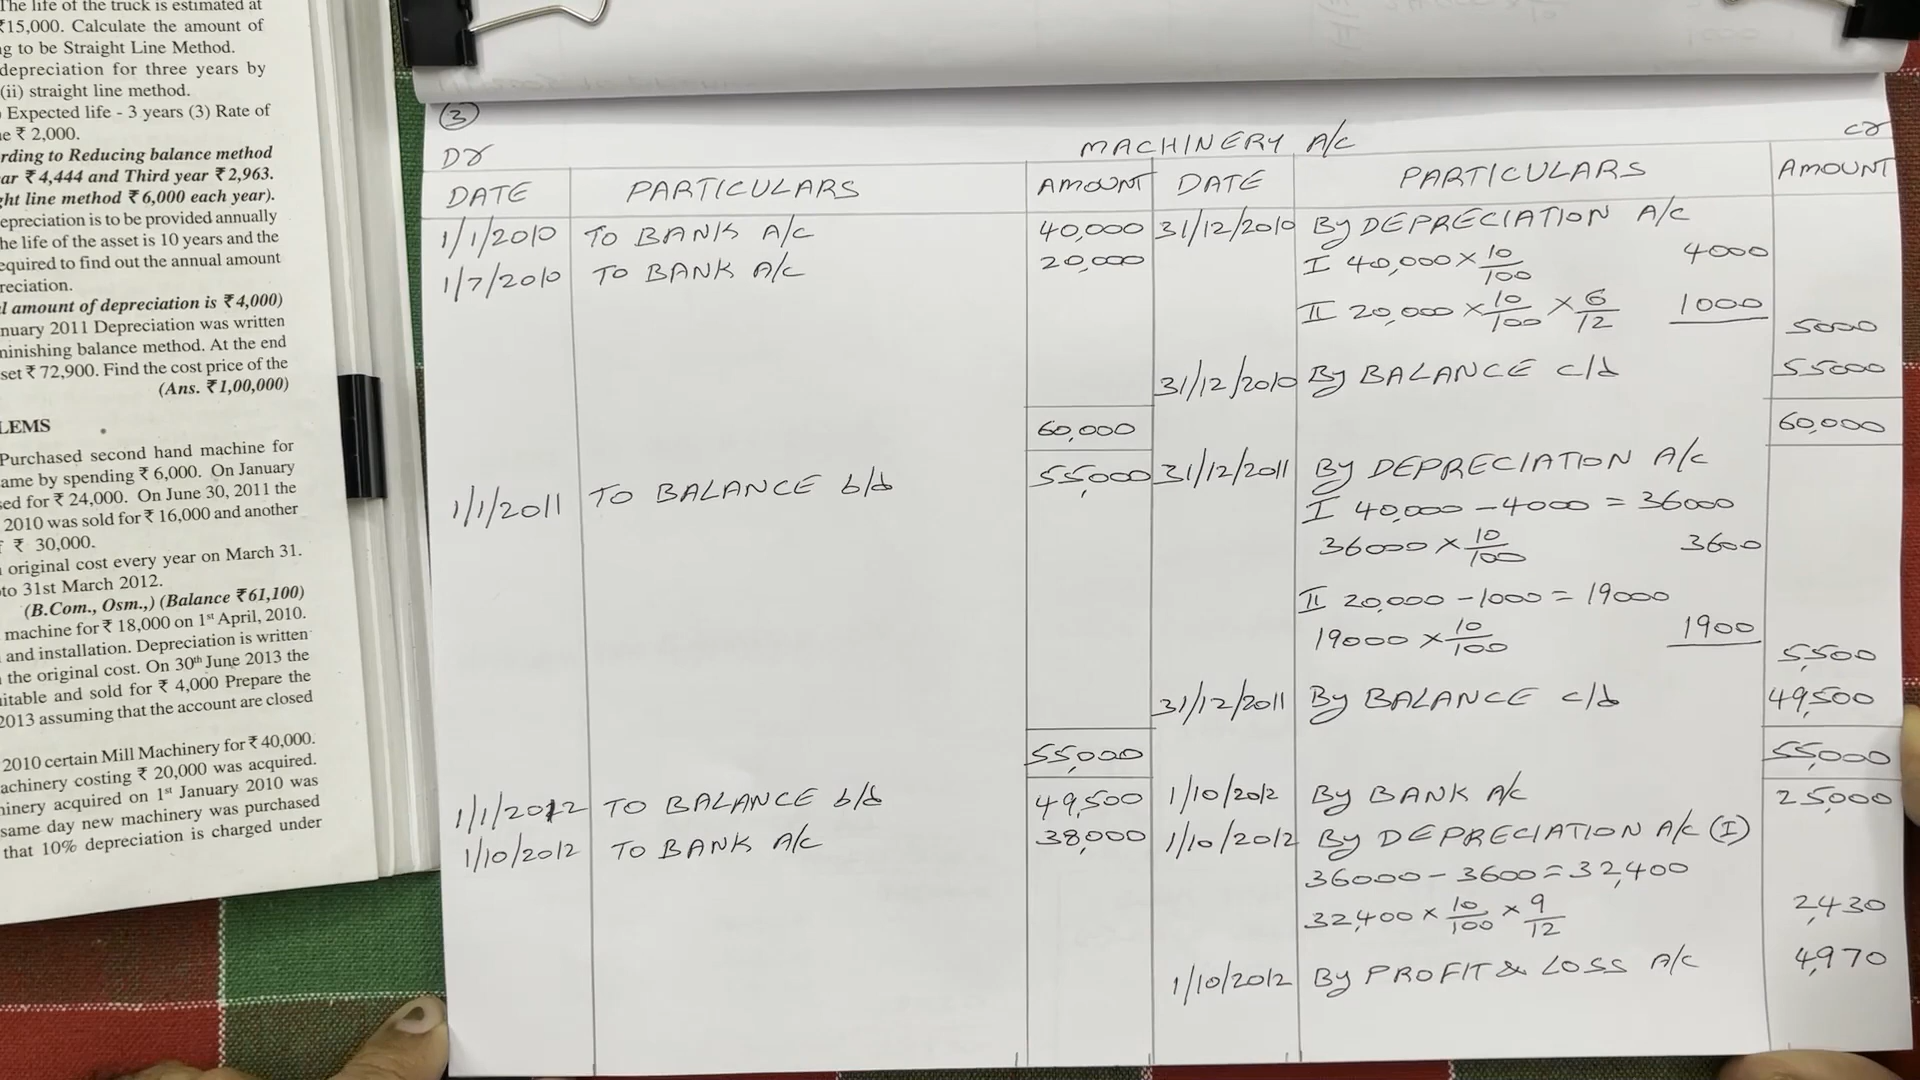 The life of the truck is estimated at
₹15,000. Calculate the amount of
g to be Straight Line Method.
depreciation for three years by
(ii) straight line method.
Expected life - 3 years (3) Rate of
e ₹ 2,000.
rding to Reducing balance method
ar ₹ 4,444 and Third year ₹ 2,963.
ght line method ₹ 6,000 each year).
epreciation is to be provided annually
he life of the asset is 10 years and the
equired to find out the annual amount
reciation.
l amount of depreciation is ₹ 4,000)
nuary 2011 Depreciation was written
minishing balance method. At the end
set ₹ 72,900. Find the cost price of the
(Ans. ₹ 1,00,000)
LEMS
Purchased second hand machine for
ame by spending ₹ 6,000. On January
sed for ₹ 24,000. On June 30, 2011 the
2010 was sold for ₹ 16,000 and another
₹ 30,000.
original cost every year on March 31.
to 31st March 2012.
(B.Com., Osm.,) (Balance ₹ 61,100)
machine for ₹ 18,000 on 1st April, 2010.
and installation. Depreciation is written
the original cost. On 30th June 2013 the
itable and sold for ₹ 4,000 Prepare the
2013 assuming that the account are closed
2010 certain Mill Machinery for ₹ 40,000.
achinery costing ₹ 20,000 was acquired.
hinery acquired on 1st January 2010 was
same day new machinery was purchased
that 10% depreciation is charged under
3
Dr MACHINERY A/c cr
DATE PARTICULARS AMOUNT DATE PARTICULARS AMOUNT
1/1/2010 TO BANK A/c 40,000 31/12/2010 By DEPRECIATION A/c
1/7/2010 TO BANK A/c 20,000 I 40,000 × 10/100 4000
II 20,000 × 10/100 × 6/12 1000 5000
31/12/2010 By BALANCE c/d 55000
60,000 60,000
1/1/2011 TO BALANCE b/d 55,000 31/12/2011 By DEPRECIATION A/c
I 40,000 - 4000 = 36000
36000 × 10/100 3600
II 20,000 - 1000 = 19000
19000 × 10/100 1900 5,500
31/12/2011 By BALANCE c/d 49,500
55,000 55,000
1/1/2012 TO BALANCE b/d 49,500 1/10/2012 By BANK A/c 25,000
1/10/2012 TO BANK A/c 38,000 1/10/2012 By DEPRECIATION A/c (I)
36000 - 3600 = 32,400
32,400 × 10/100 × 9/12 2,430
1/10/2012 By PROFIT & LOSS A/c 4,970